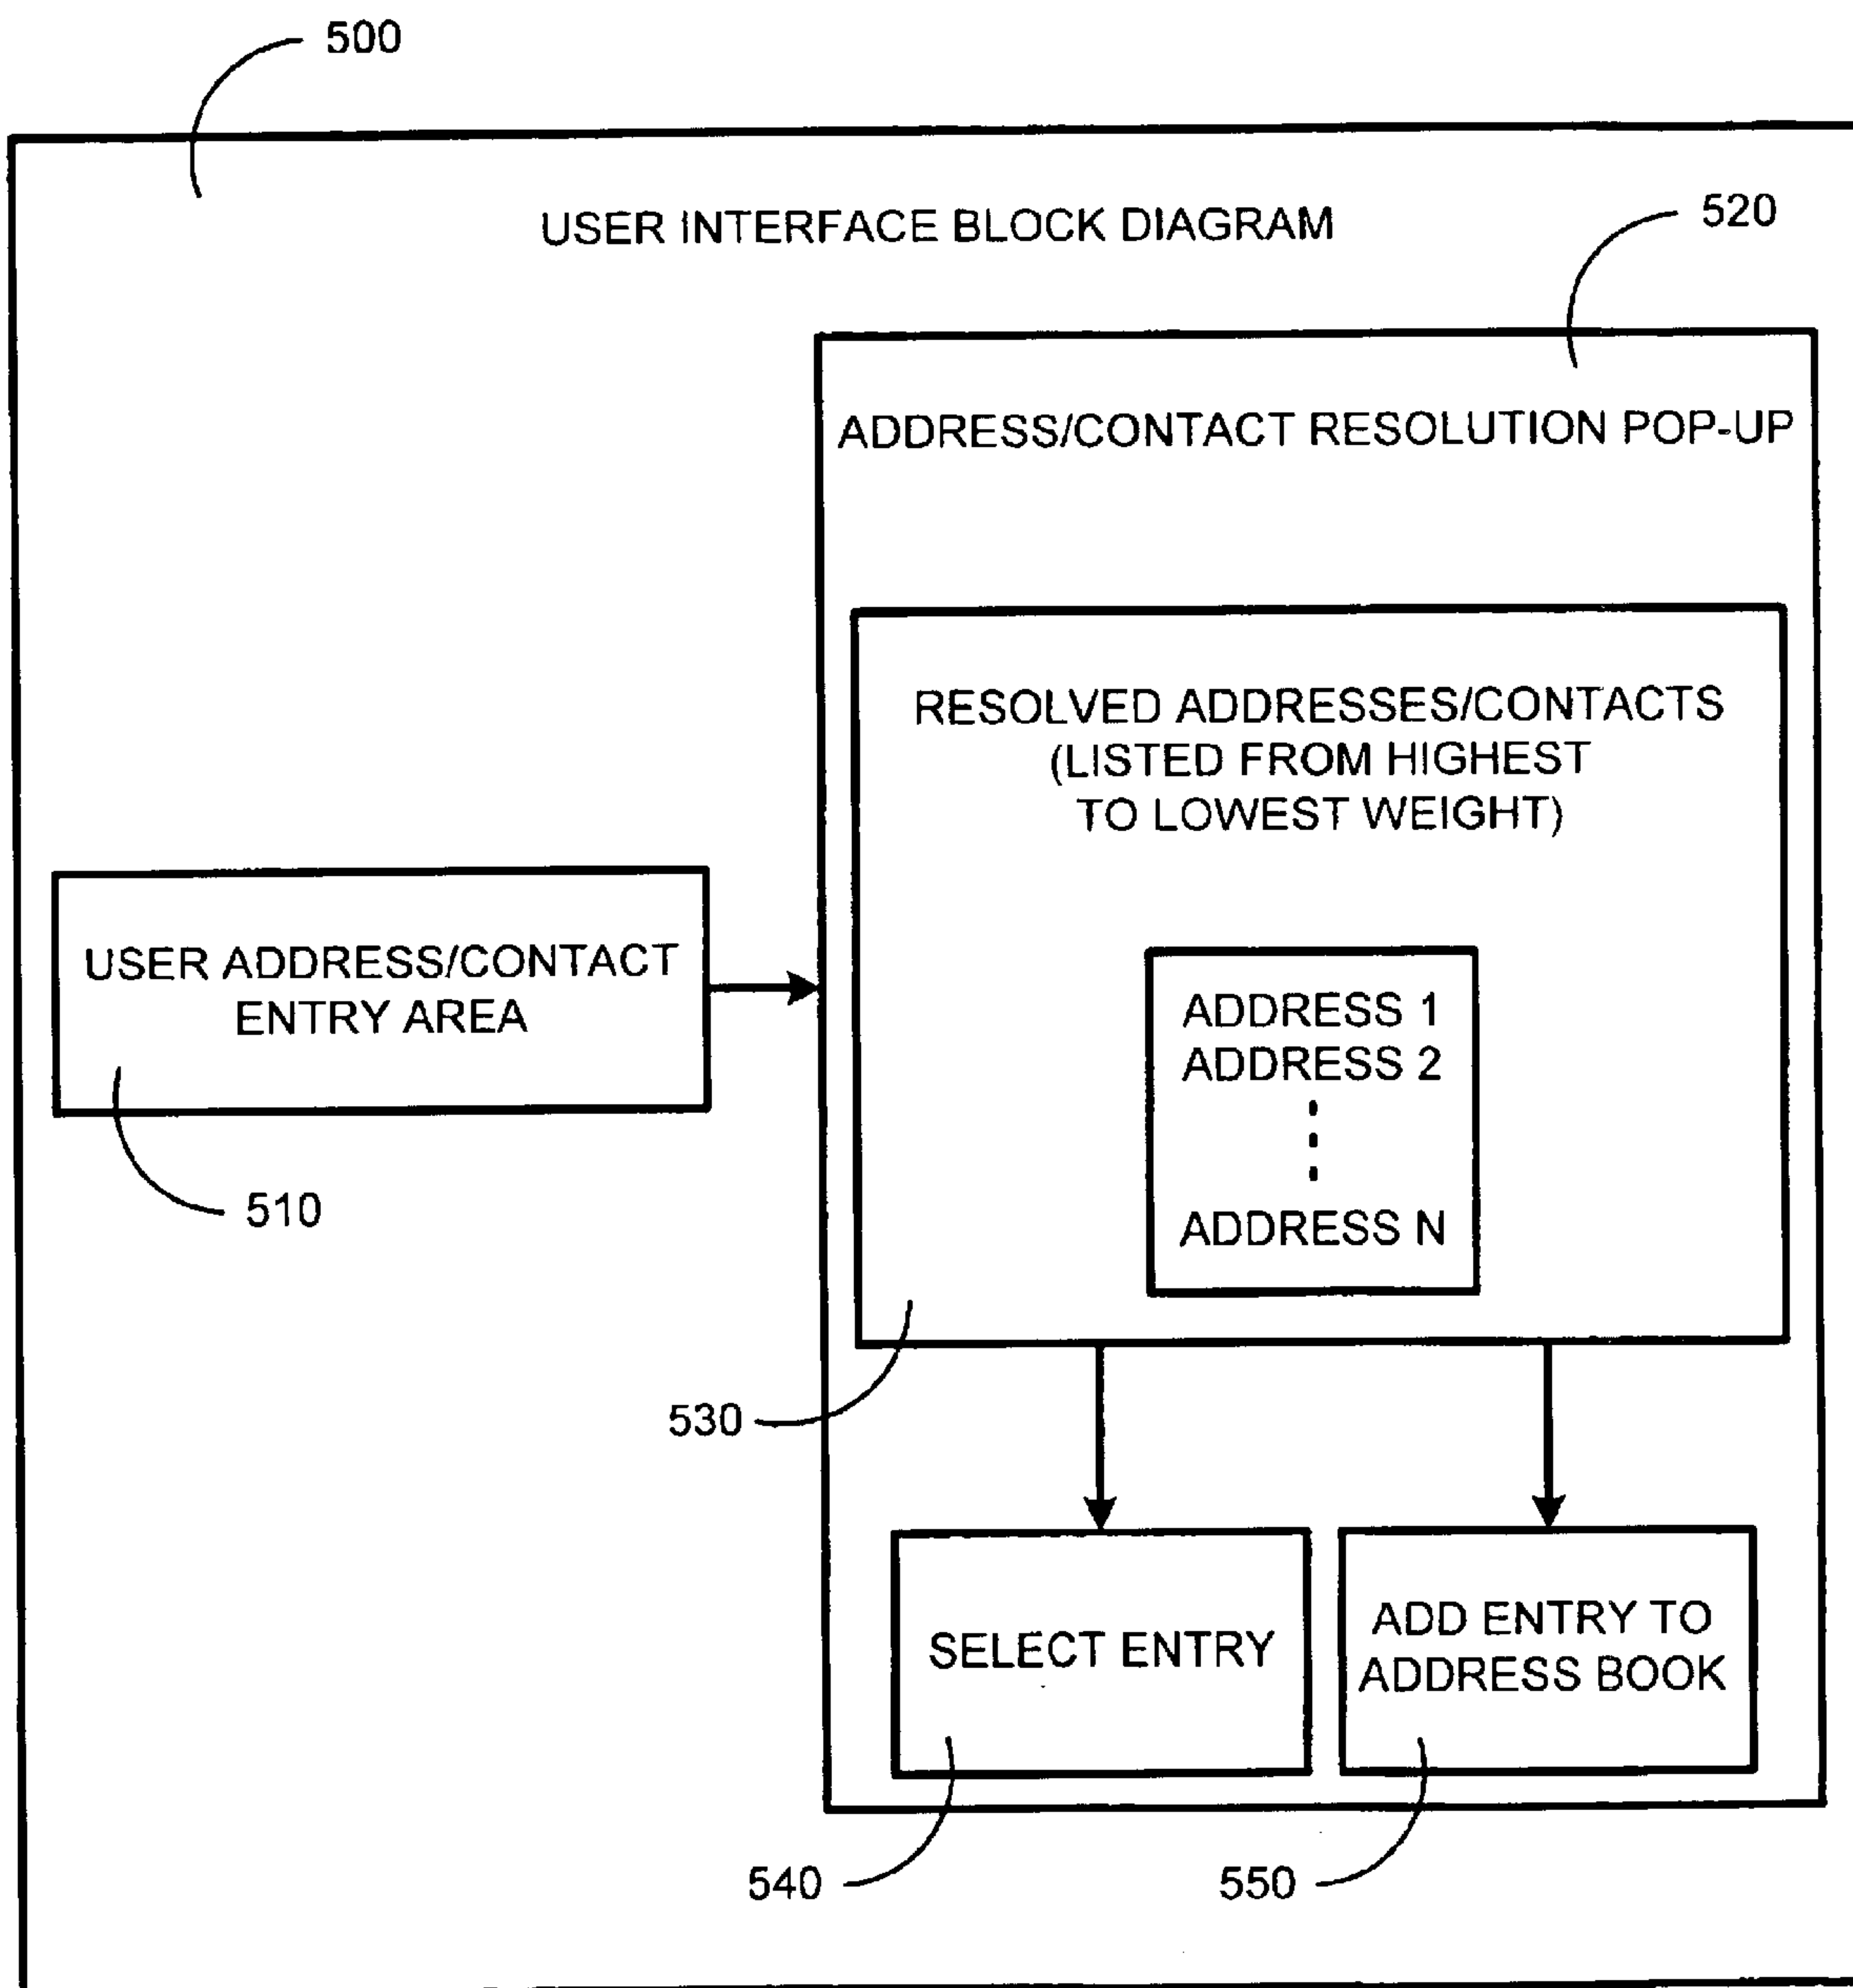 500
USER INTERFACE BLOCK DIAGRAM
520
ADDRESS/CONTACT RESOLUTION POP-UP
RESOLVED ADDRESSES/CONTACTS
(LISTED FROM HIGHEST
TO LOWEST WEIGHT)
USER ADDRESS/CONTACT
ENTRY AREA
510
ADDRESS 1
ADDRESS 2
ADDRESS N
530
SELECT ENTRY
ADD ENTRY TO
ADDRESS BOOK
540
550